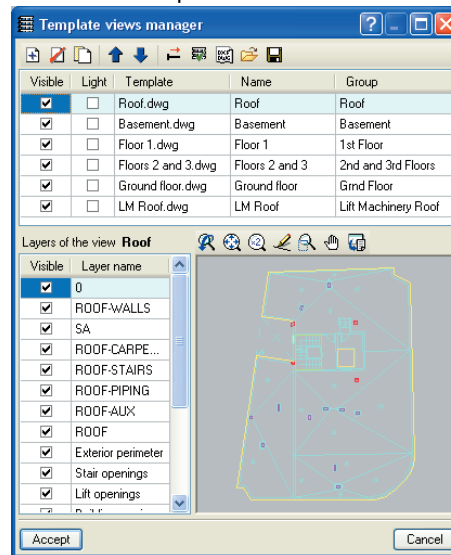 Template views manager
Visible Light Template Name Group
Roof.dwg Roof Roof
Basement.dwg Basement Basement
Floor 1.dwg Floor 1 1st Floor
Floors 2 and 3.dwg Floors 2 and 3 2nd and 3rd Floors
Ground floor.dwg Ground floor Grnd Floor
LM Roof.dwg LM Roof Lift Machinery Roof
Layers of the view Roof
Visible Layer name
0
ROOF-WALLS
SA
ROOF-CARPE...
ROOF-STAIRS
ROOF-PIPING
ROOF-AUX
ROOF
Exterior perimeter
Stair openings
Lift openings
Accept Cancel